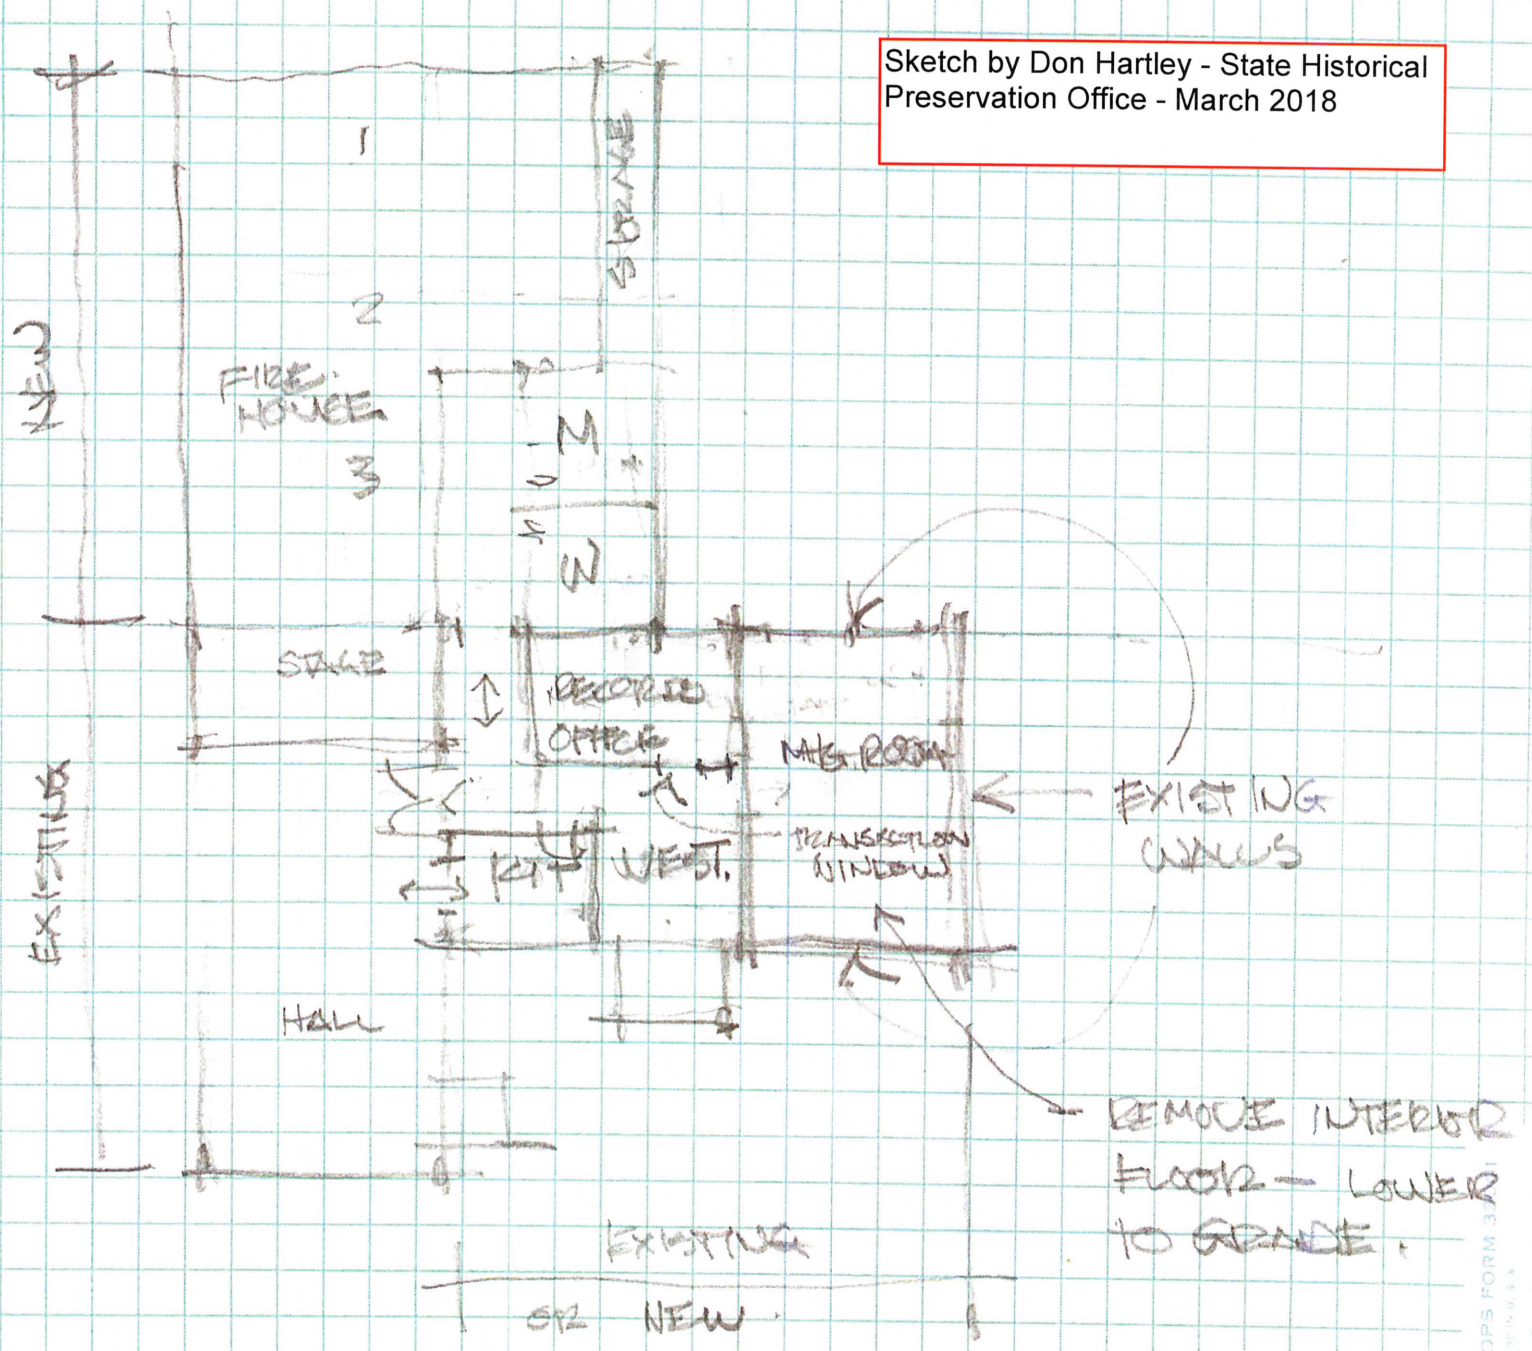 Sketch by Don Hartley - State Historical
Preservation Office - March 2018
1
STORAGE
2
NEW
FIRE
HOUSE
3
M
W
STAGE
RECORDS
OFFICE
MTG. ROOM
EXISTING
WALLS
TRANSACTION
WINDOW
KIT
VEST.
EXISTING
HALL
REMOVE INTERIOR
FLOOR — LOWER
TO GRADE.
EXISTING
OR NEW